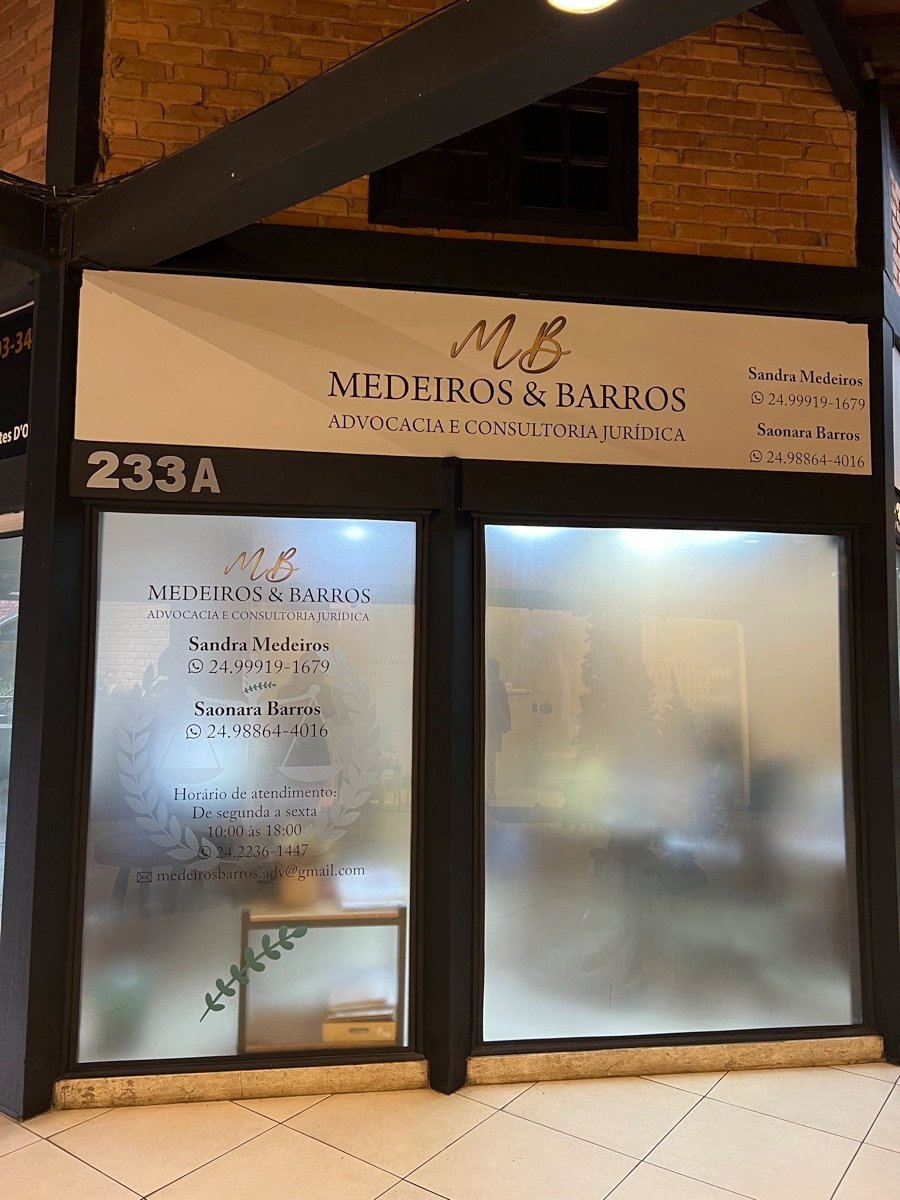 MB
MEDEIROS & BARROS
ADVOCACIA E CONSULTORIA JURÍDICA
Sandra Medeiros
24.99919-1679
Saonara Barros
24.98864-4016
233A
MB
MEDEIROS & BARROS
ADVOCACIA E CONSULTORIA JURÍDICA
Sandra Medeiros
24.99919-1679
Saonara Barros
24.98864-4016
Horário de atendimento:
De segunda a sexta
10:00 às 18:00
24.2236-1447
medeirosbarros.adv@gmail.com